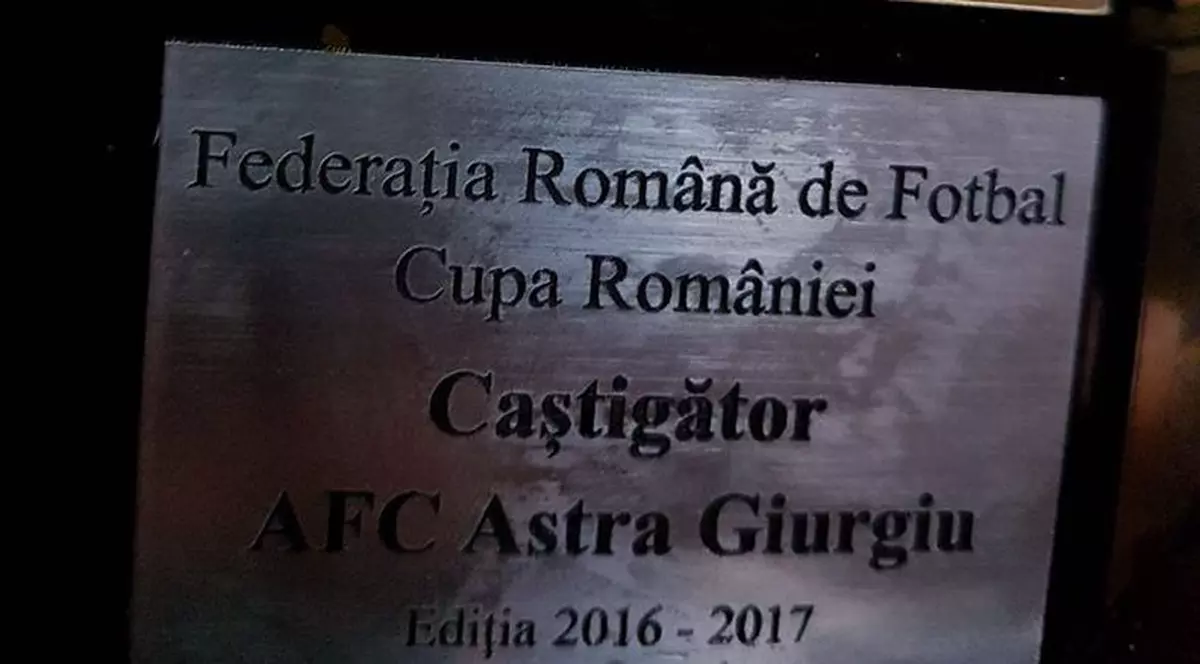 Federația Română de Fotbal
Cupa României
Caștigător
AFC Astra Giurgiu
Ediția 2016 - 2017